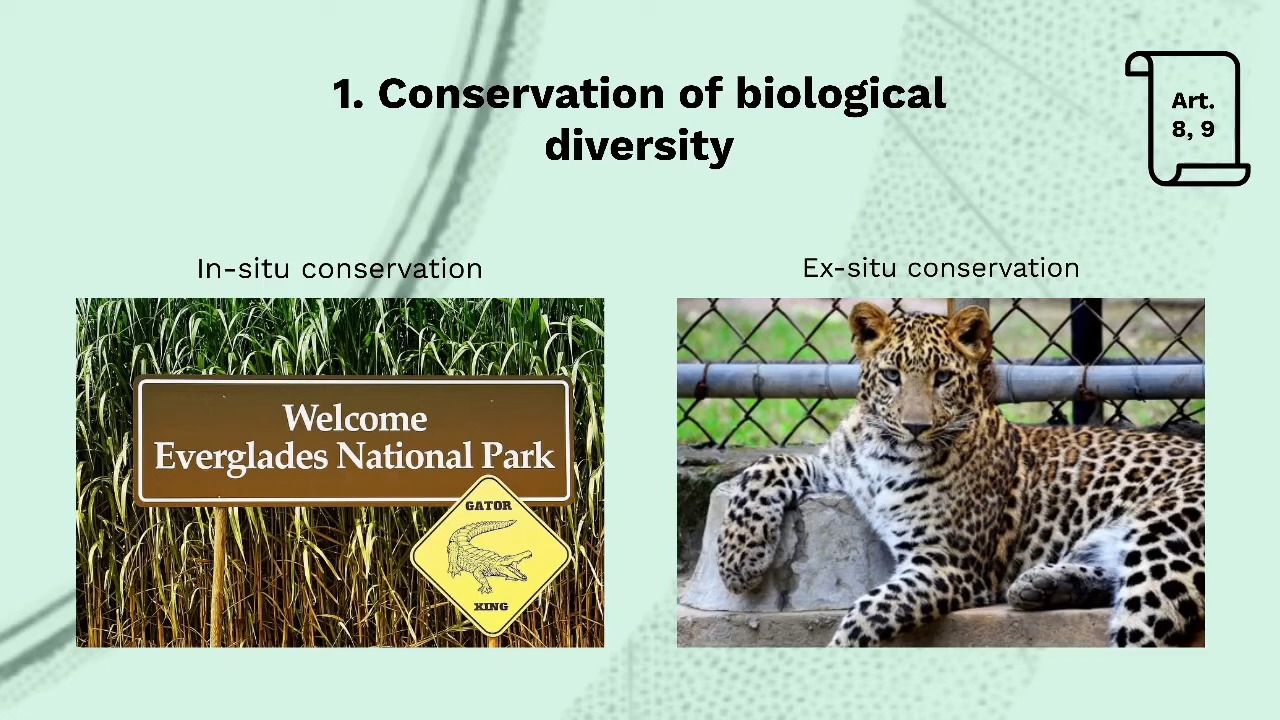 1. Conservation of biological
diversity
Art.
8, 9
In-situ conservation
Ex-situ conservation
Welcome
Everglades National Park
GATOR
XING